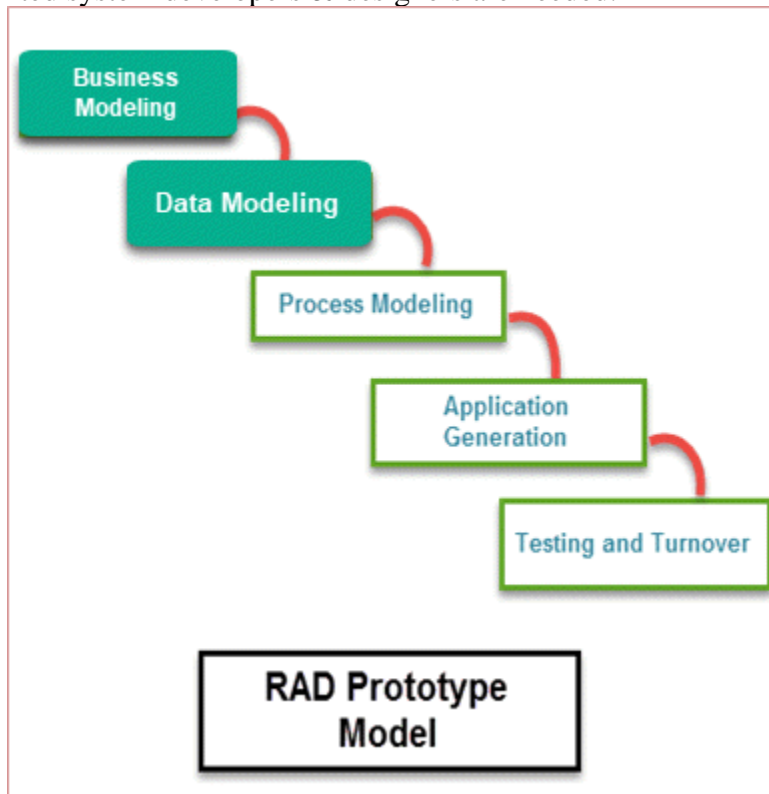 Business
Modeling
Data Modeling
Process Modeling
Application
Generation
Testing and Turnover
RAD Prototype
Model